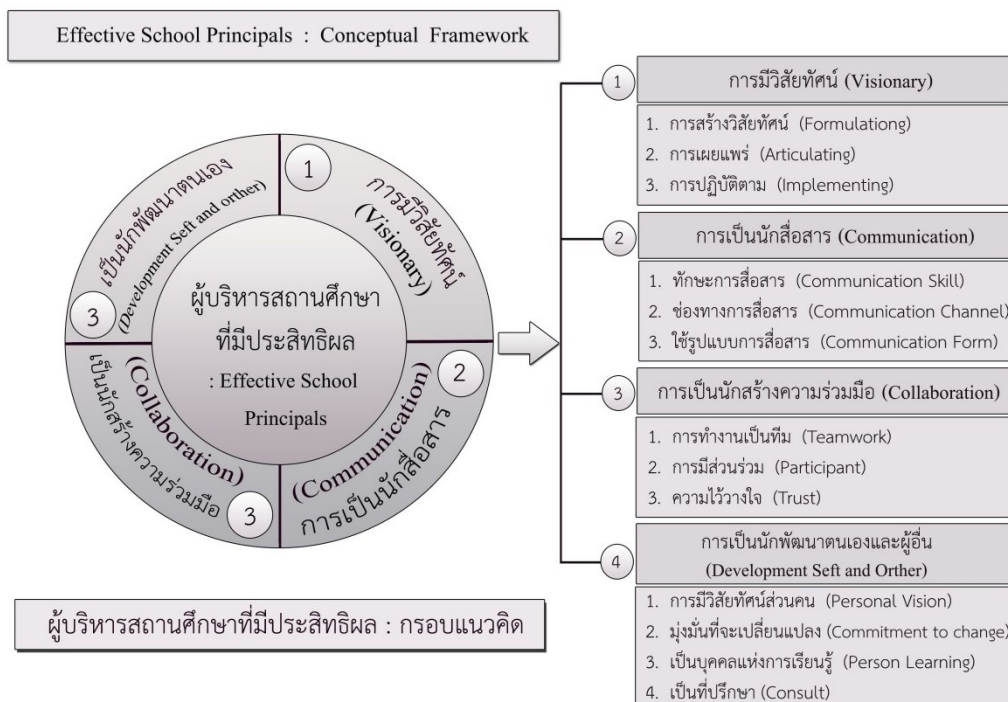 Effective School Principals : Conceptual Framework
1
การมีวิสัยทัศน์
(Visionary)
2
(Communication)
การเป็นนักสื่อสาร
3
(Collaboration)
เป็นนักสร้างความร่วมมือ
3
เป็นนักพัฒนาตนเอง
(Development Seft and orther)
ผู้บริหารสถานศึกษา
ที่มีประสิทธิผล
: Effective School
Principals
ผู้บริหารสถานศึกษาที่มีประสิทธิผล : กรอบแนวคิด
1
การมีวิสัยทัศน์ (Visionary)
1. การสร้างวิสัยทัศน์ (Formulationg)
2. การเผยแพร่ (Articulating)
3. การปฏิบัติตาม (Implementing)
2
การเป็นนักสื่อสาร (Communication)
1. ทักษะการสื่อสาร (Communication Skill)
2. ช่องทางการสื่อสาร (Communication Channel)
3. ใช้รูปแบบการสื่อสาร (Communication Form)
3
การเป็นนักสร้างความร่วมมือ (Collaboration)
1. การทำงานเป็นทีม (Teamwork)
2. การมีส่วนร่วม (Participant)
3. ความไว้วางใจ (Trust)
4
การเป็นนักพัฒนาตนเองและผู้อื่น
(Development Seft and Orther)
1. การมีวิสัยทัศน์ส่วนคน (Personal Vision)
2. มุ่งมั่นที่จะเปลี่ยนแปลง (Commitment to change)
3. เป็นบุคคลแห่งการเรียนรู้ (Person Learning)
4. เป็นที่ปรึกษา (Consult)